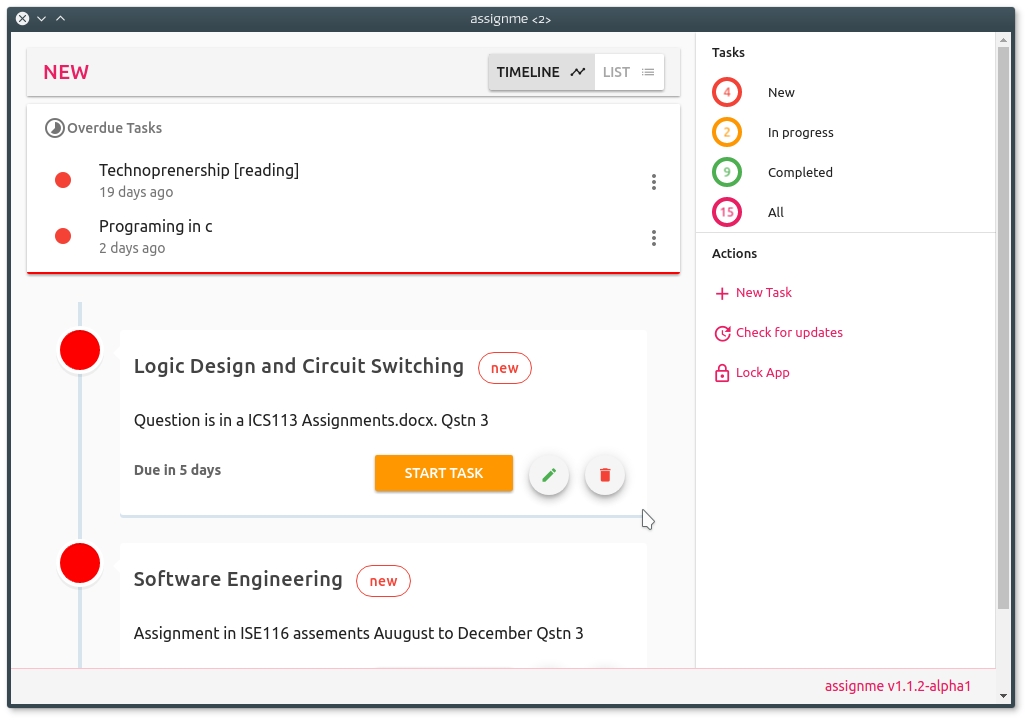 assignme <2>
NEW
TIMELINE
LIST
Overdue Tasks
Technoprenership [reading]
19 days ago
Programing in c
2 days ago
Logic Design and Circuit Switching
new
Question is in a ICS113 Assignments.docx. Qstn 3
Due in 5 days
START TASK
Software Engineering
new
Assignment in ISE116 assements Auugust to December Qstn 3
Tasks
4 New
2 In progress
9 Completed
15 All
Actions
New Task
Check for updates
Lock App
assignme v1.1.2-alpha1